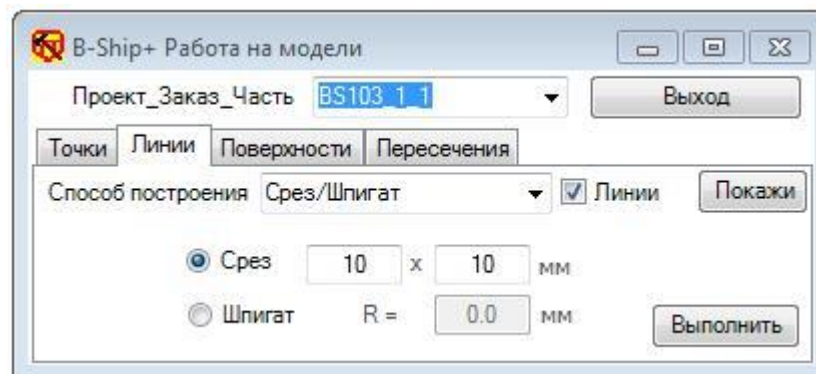 B-Ship+ Работа на модели
Проект_Заказ_Часть BS103_1_1 Выход
Точки Линии Поверхности Пересечения
Способ построения Срез/Шпигат Линии Покажи
Срез 10 x 10 мм
Шпигат R = 0.0 мм
Выполнить